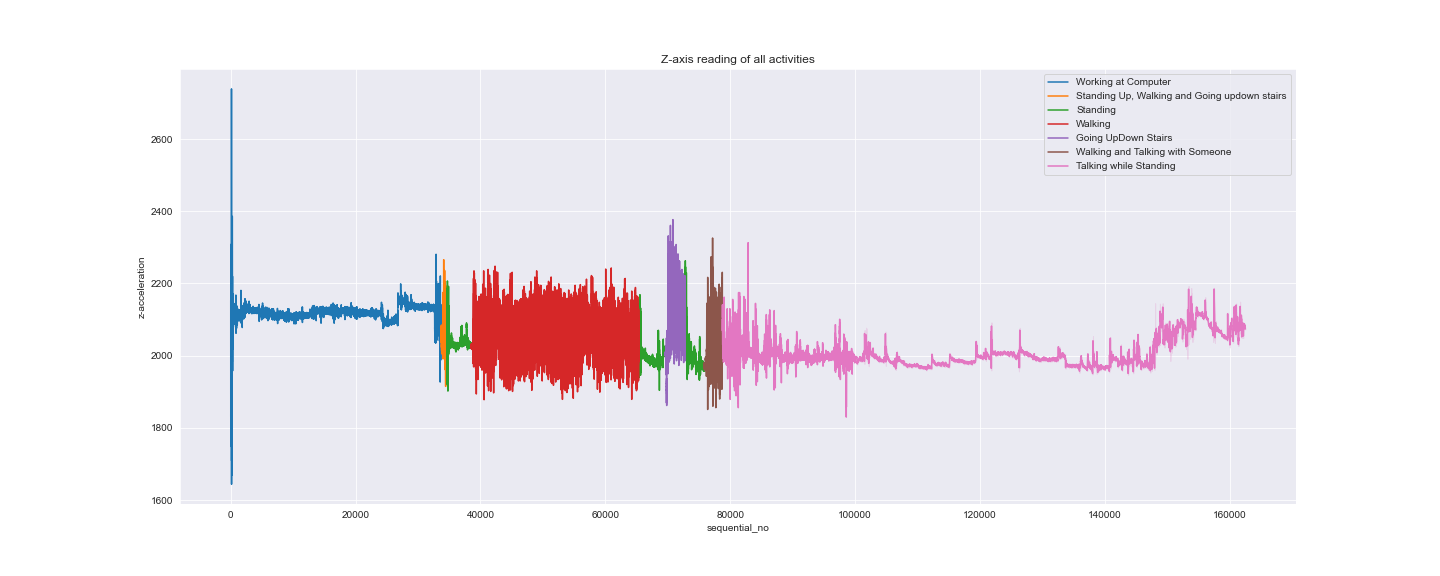 Z-axis reading of all activities
Working at Computer
Standing Up, Walking and Going updown stairs
Standing
Walking
Going UpDown Stairs
Walking and Talking with Someone
Talking while Standing
z-acceleration
2600
2400
2200
2000
1800
1600
0 20000 40000 60000 80000 100000 120000 140000 160000
sequential_no